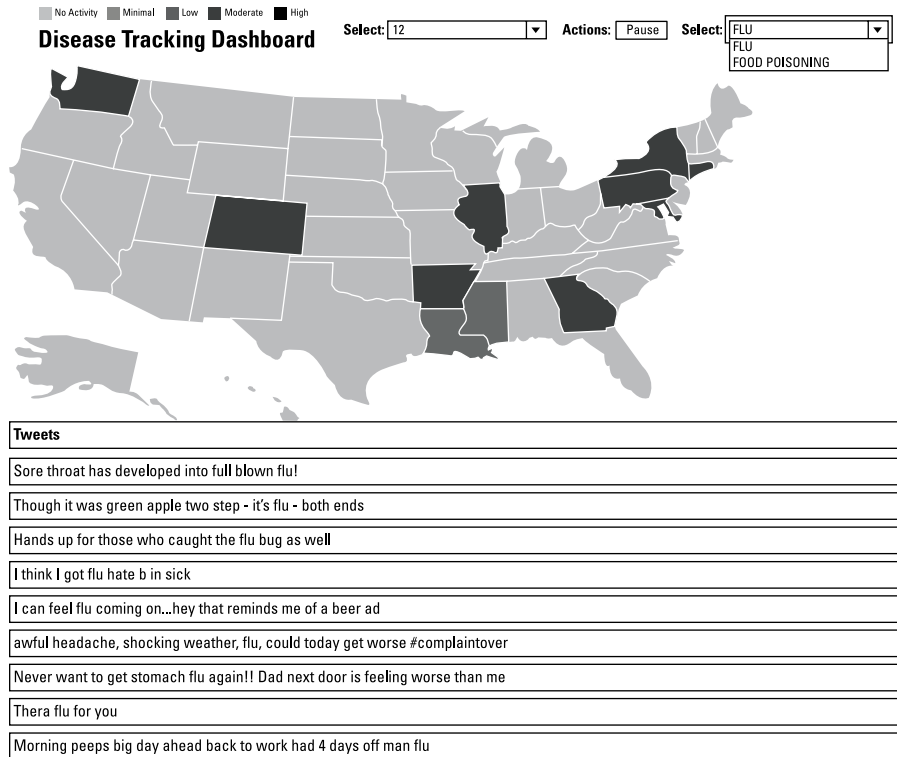 No Activity Minimal Low Moderate High
Disease Tracking Dashboard
Select: 12
Actions: Pause
Select: FLU
FLU
FOOD POISONING
Tweets
Sore throat has developed into full blown flu!
Though it was green apple two step - it's flu - both ends
Hands up for those who caught the flu bug as well
I think I got flu hate b in sick
I can feel flu coming on...hey that reminds me of a beer ad
awful headache, shocking weather, flu, could today get worse #complaintover
Never want to get stomach flu again!! Dad next door is feeling worse than me
Thera flu for you
Morning peeps big day ahead back to work had 4 days off man flu